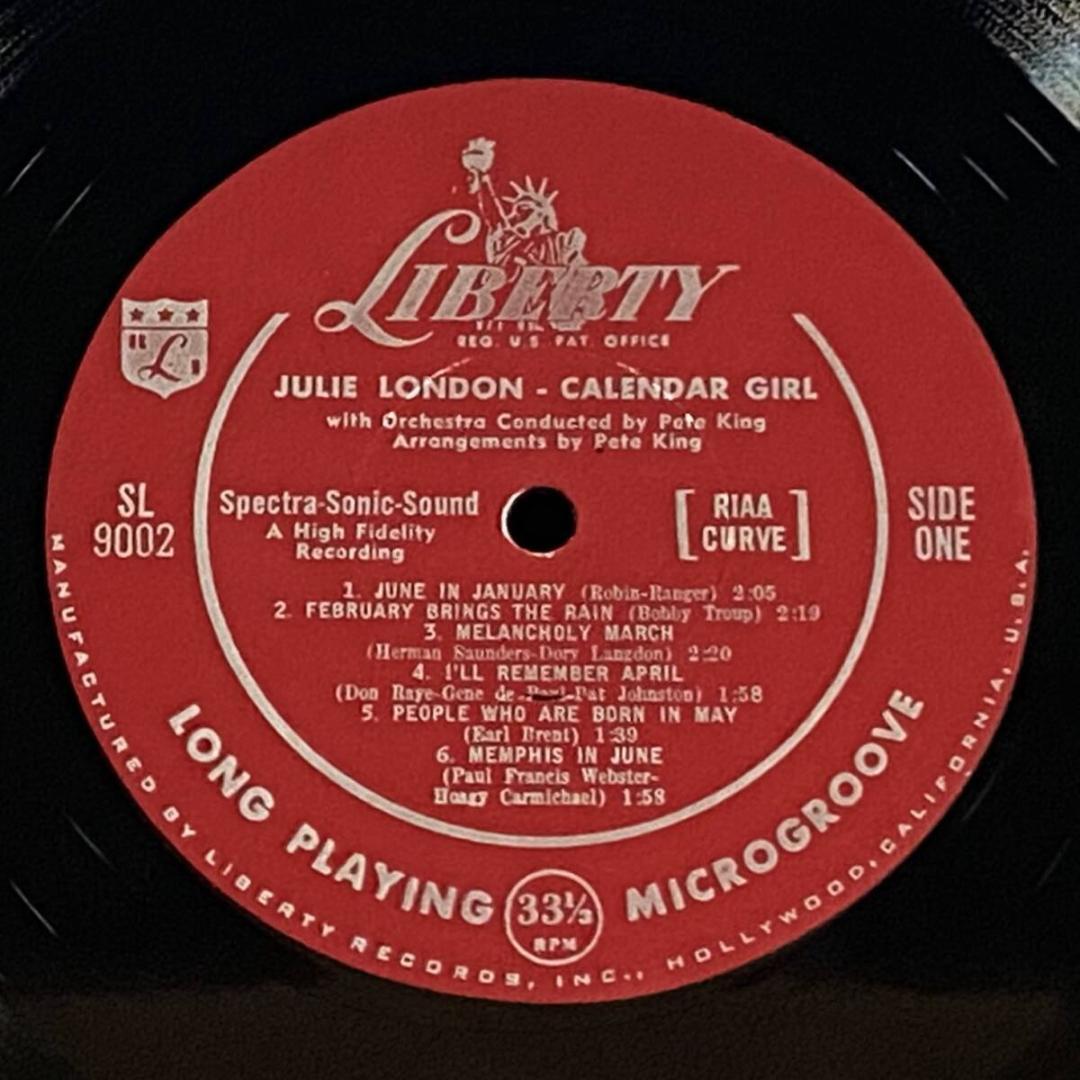 LIBERTY
REG. U.S. PAT. OFFICE
L
JULIE LONDON - CALENDAR GIRL
with Orchestra Conducted by Pete King
Arrangements by Pete King
SL
9002
Spectra-Sonic-Sound
A High Fidelity
Recording
[RIAA
CURVE]
SIDE
ONE
1. JUNE IN JANUARY (Robin-Ranger) 2:05
2. FEBRUARY BRINGS THE RAIN (Bobby Troup) 2:19
3. MELANCHOLY MARCH
(Herman Saunders-Dory Langdon) 2:20
4. I'LL REMEMBER APRIL
(Don Raye-Gene de Paul-Pat Johnston) 1:58
5. PEOPLE WHO ARE BORN IN MAY
(Earl Brent) 1:39
6. MEMPHIS IN JUNE
(Paul Francis Webster-
Hoagy Carmichael) 1:58
LONG PLAYING 33⅓ RPM MICROGROOVE
MANUFACTURED BY LIBERTY RECORDS, INC., HOLLYWOOD, CALIFORNIA, U.S.A.